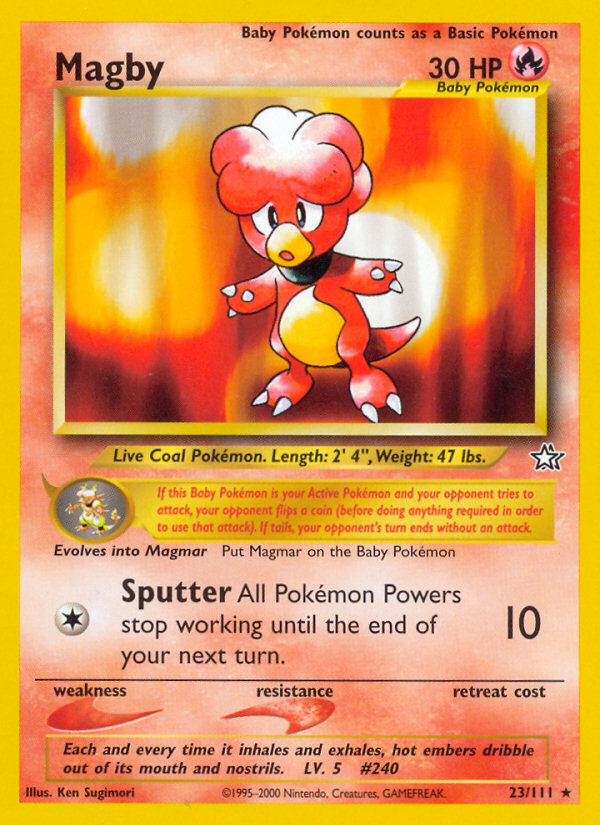 Baby Pokémon counts as a Basic Pokémon
Magby
30 HP
Baby Pokémon
Live Coal Pokémon. Length: 2' 4", Weight: 47 lbs.
If this Baby Pokémon is your Active Pokémon and your opponent tries to
attack, your opponent flips a coin (before doing anything required in order
to use that attack). If tails, your opponent's turn ends without an attack.
Evolves into Magmar Put Magmar on the Baby Pokémon
Sputter All Pokémon Powers
stop working until the end of
your next turn.
10
weakness resistance retreat cost
Each and every time it inhales and exhales, hot embers dribble
out of its mouth and nostrils. LV. 5 #240
Illus. Ken Sugimori ©1995–2000 Nintendo, Creatures, GAMEFREAK. 23/111 ★